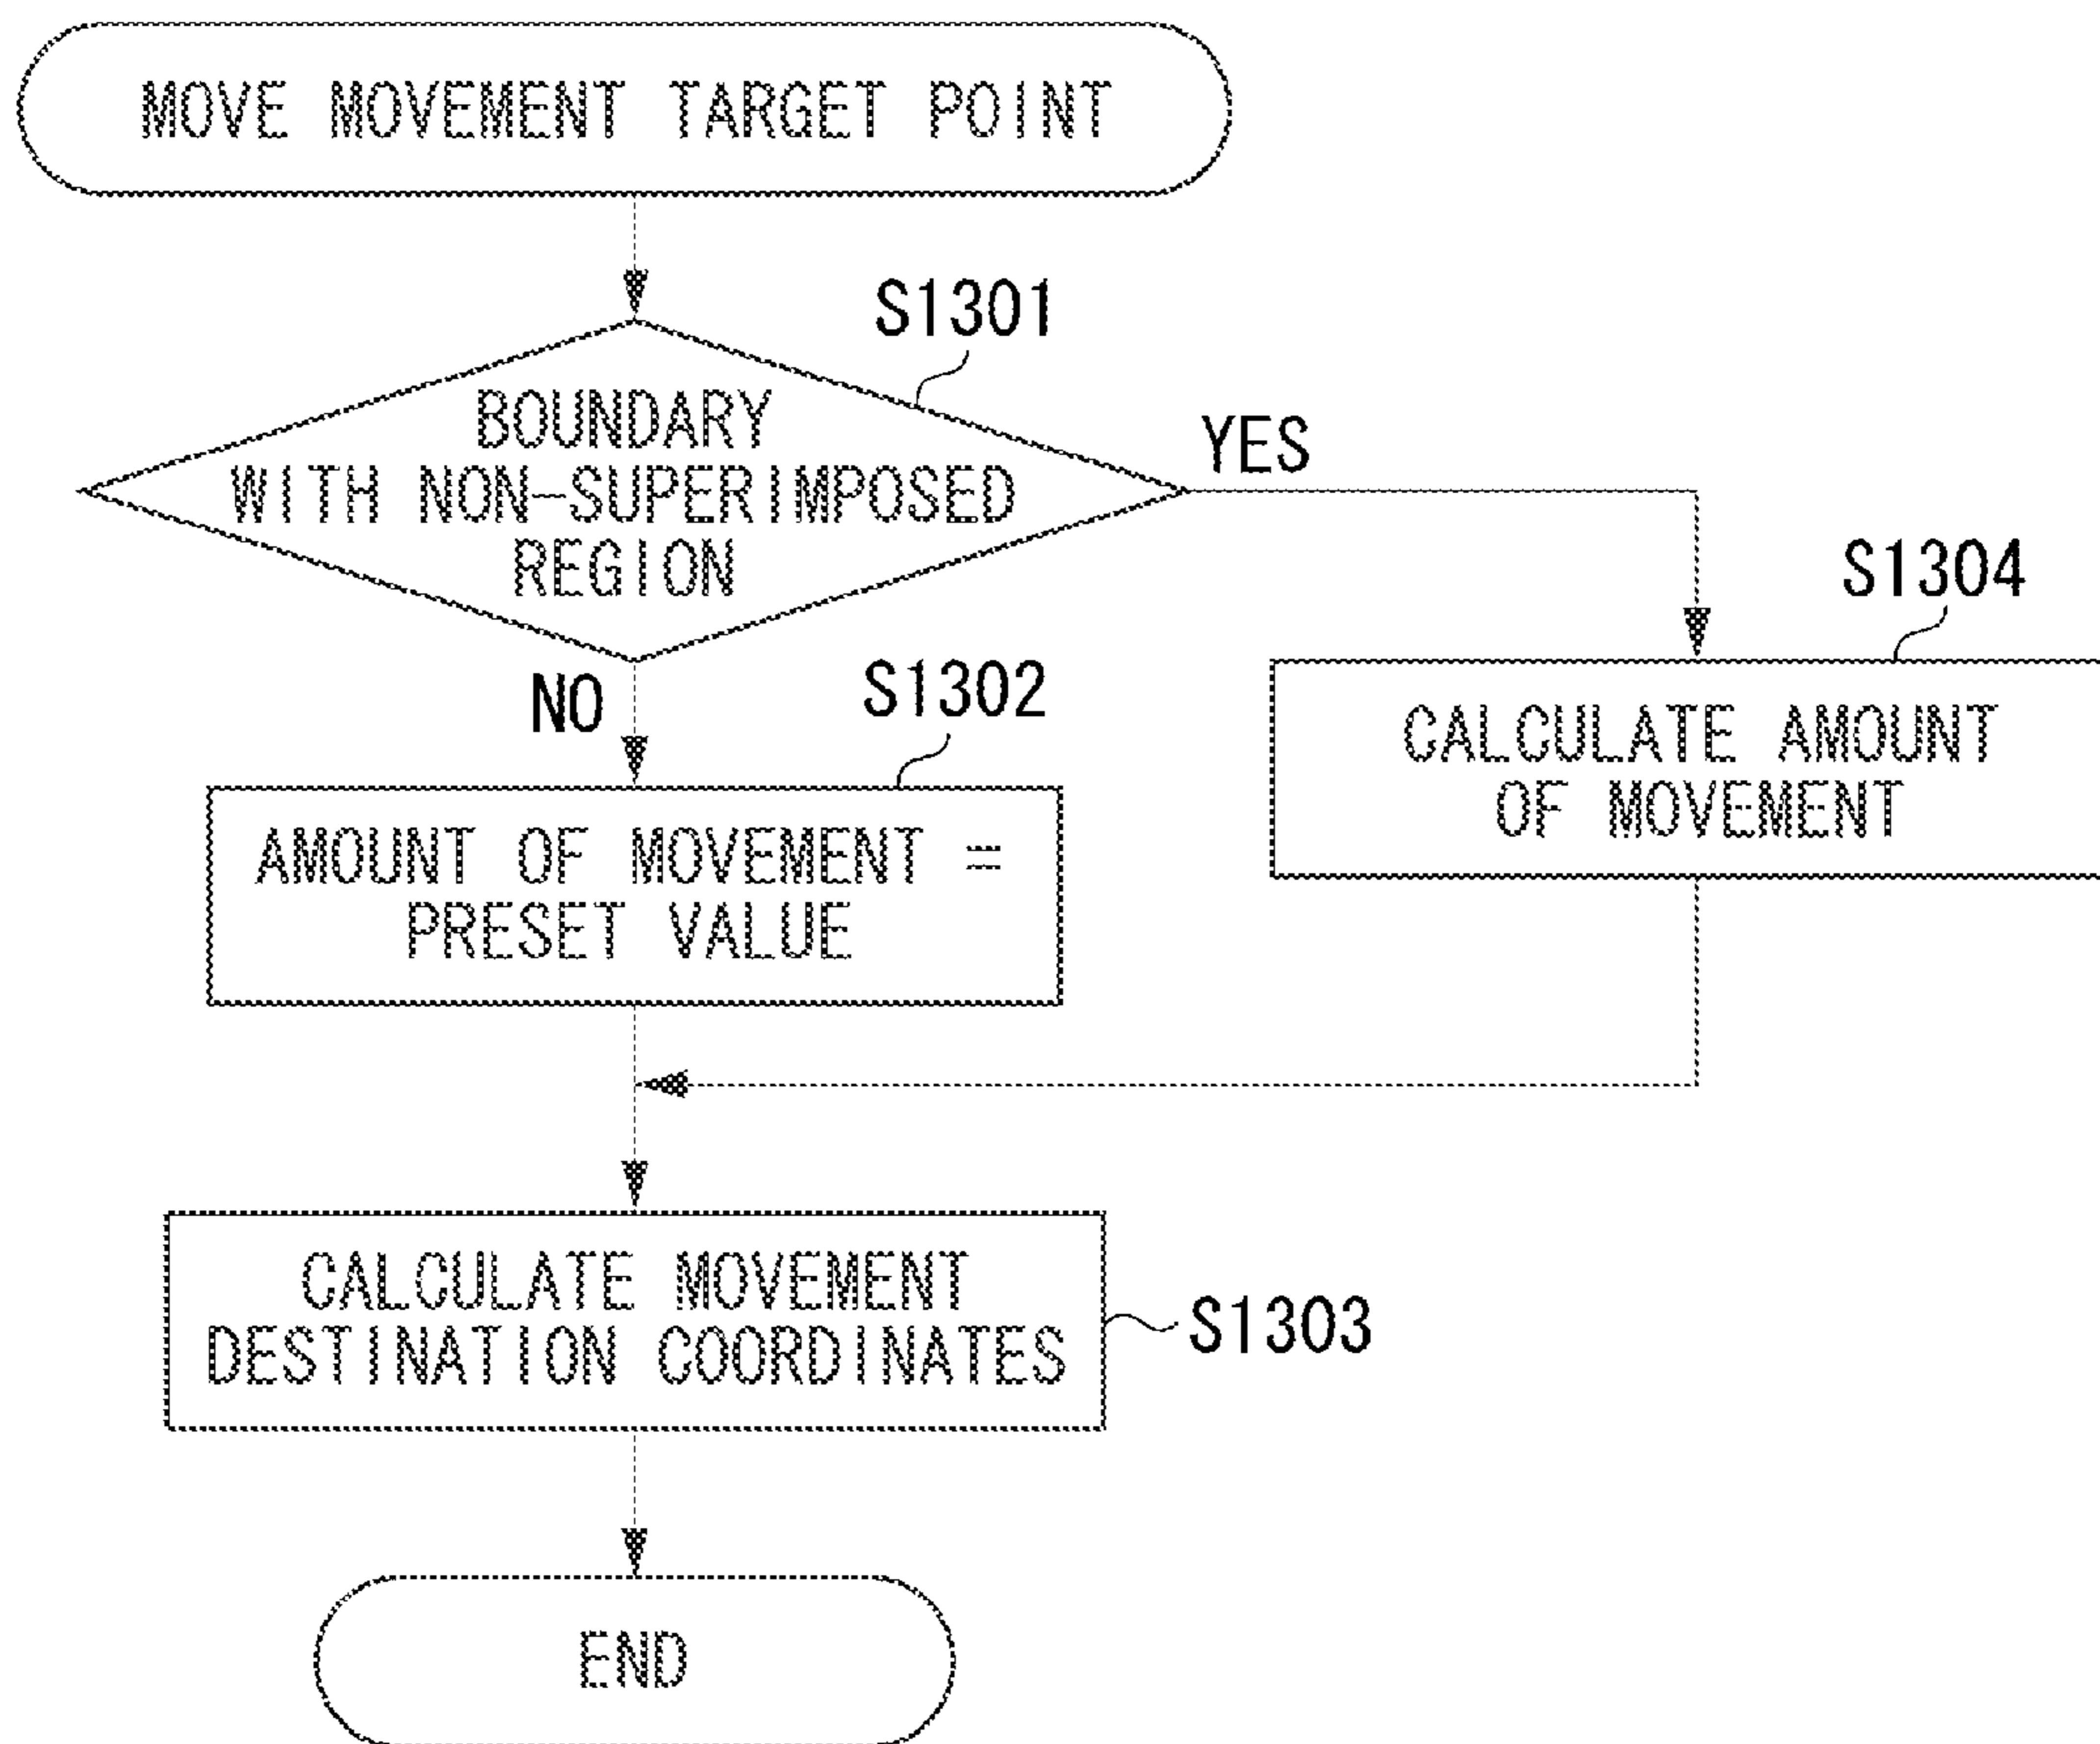 MOVE MOVEMENT TARGET POINT
S1301
BOUNDARY
WITH NON-SUPERIMPOSED
REGION
YES
NO
S1302
S1304
CALCULATE AMOUNT
OF MOVEMENT
AMOUNT OF MOVEMENT =
PRESET VALUE
CALCULATE MOVEMENT
DESTINATION COORDINATES
S1303
END